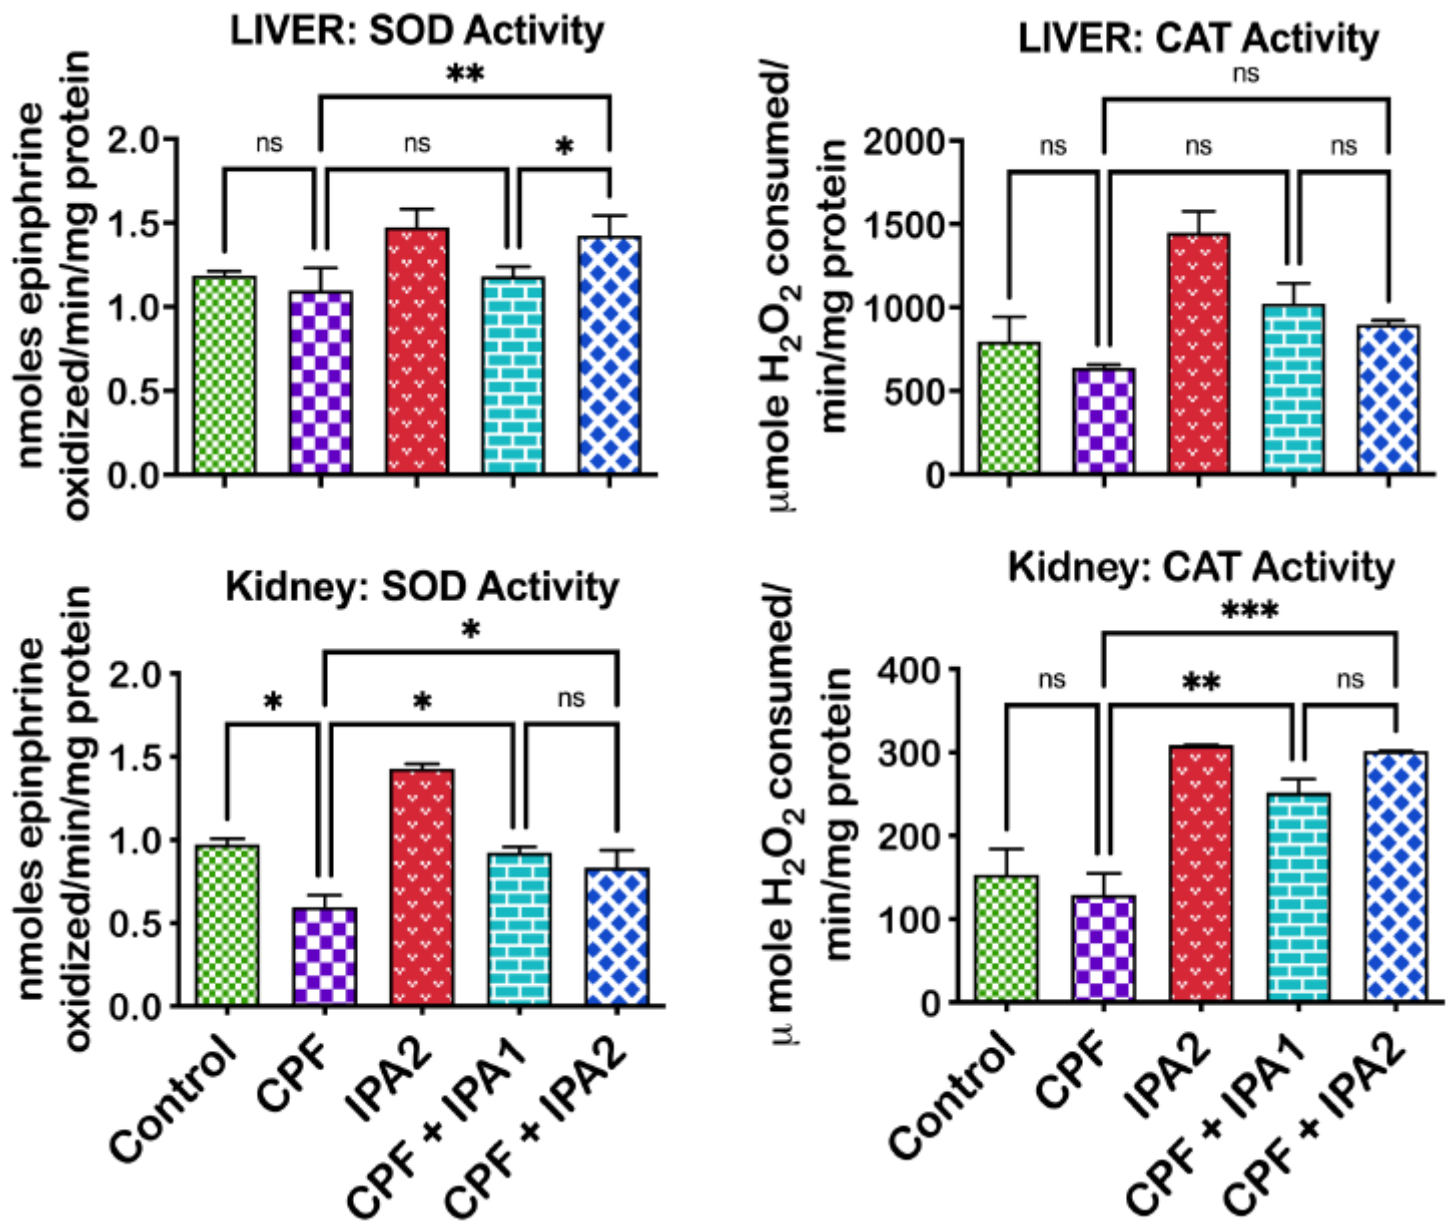 LIVER: SOD Activity
**
ns
ns
*
nmoles epinphrine
oxidized/min/mg protein
2.0
1.5
1.0
0.5
0.0
LIVER: CAT Activity
ns
ns
ns
ns
μmole H₂O₂ consumed/
min/mg protein
2000
1500
1000
500
0
Kidney: SOD Activity
*
*
*
ns
nmoles epinphrine
oxidized/min/mg protein
2.0
1.5
1.0
0.5
0.0
Control
CPF
IPA2
CPF + IPA1
CPF + IPA2
Kidney: CAT Activity
***
ns
**
ns
μ mole H₂O₂ consumed/
min/mg protein
400
300
200
100
0
Control
CPF
IPA2
CPF + IPA1
CPF + IPA2